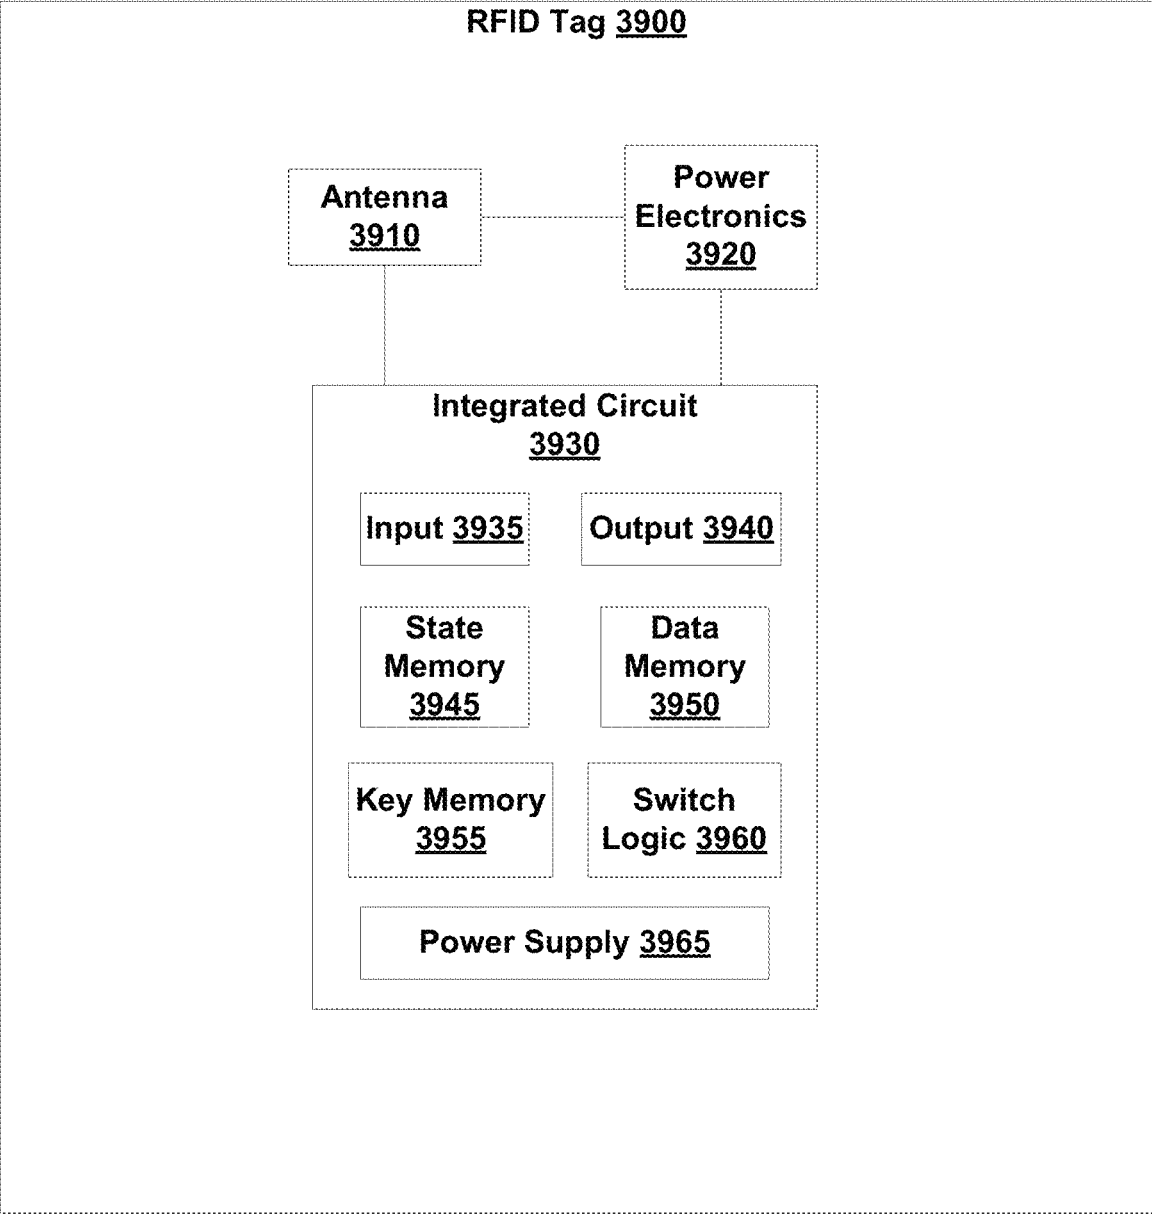 RFID Tag 3900
Antenna
3910
Power
Electronics
3920
Integrated Circuit
3930
Input 3935
Output 3940
State
Memory
3945
Data
Memory
3950
Key Memory
3955
Switch
Logic 3960
Power Supply 3965